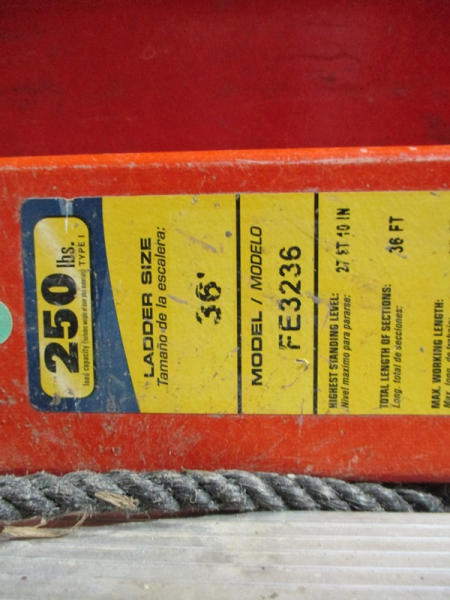 250 lbs.
TYPE I
LADDER SIZE
Tamaño de la escalera:
36'
MODEL / MODELO
FE3236
HIGHEST STANDING LEVEL:
Nivel maximo para pararse:
27 FT 10 IN
TOTAL LENGTH OF SECTIONS:
Long. total de secciones:
36 FT
MAX. WORKING LENGTH: